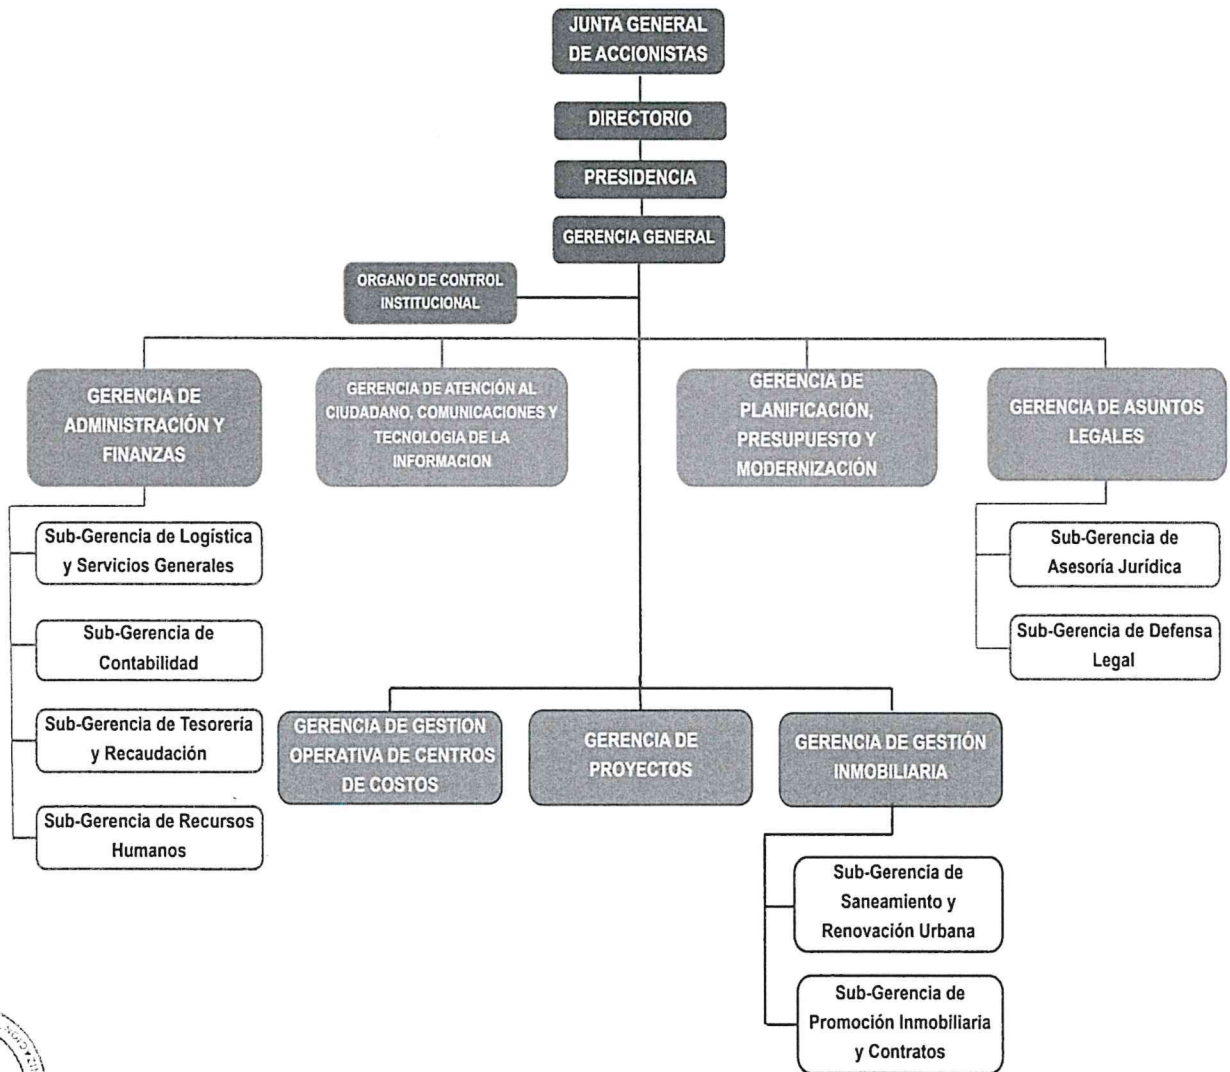 JUNTA GENERAL
DE ACCIONISTAS
DIRECTORIO
PRESIDENCIA
GERENCIA GENERAL
ORGANO DE CONTROL
INSTITUCIONAL
GERENCIA DE
ADMINISTRACIÓN Y
FINANZAS
GERENCIA DE ATENCIÓN AL
CIUDADANO, COMUNICACIONES Y
TECNOLOGIA DE LA
INFORMACION
GERENCIA DE
PLANIFICACIÓN,
PRESUPUESTO Y
MODERNIZACIÓN
GERENCIA DE ASUNTOS
LEGALES
Sub-Gerencia de Logística
y Servicios Generales
Sub-Gerencia de
Contabilidad
Sub-Gerencia de Tesorería
y Recaudación
Sub-Gerencia de Recursos
Humanos
Sub-Gerencia de
Asesoría Jurídica
Sub-Gerencia de Defensa
Legal
GERENCIA DE GESTIÓN
OPERATIVA DE CENTROS
DE COSTOS
GERENCIA DE
PROYECTOS
GERENCIA DE GESTIÓN
INMOBILIARIA
Sub-Gerencia de
Saneamiento y
Renovación Urbana
Sub-Gerencia de
Promoción Inmobiliaria
y Contratos